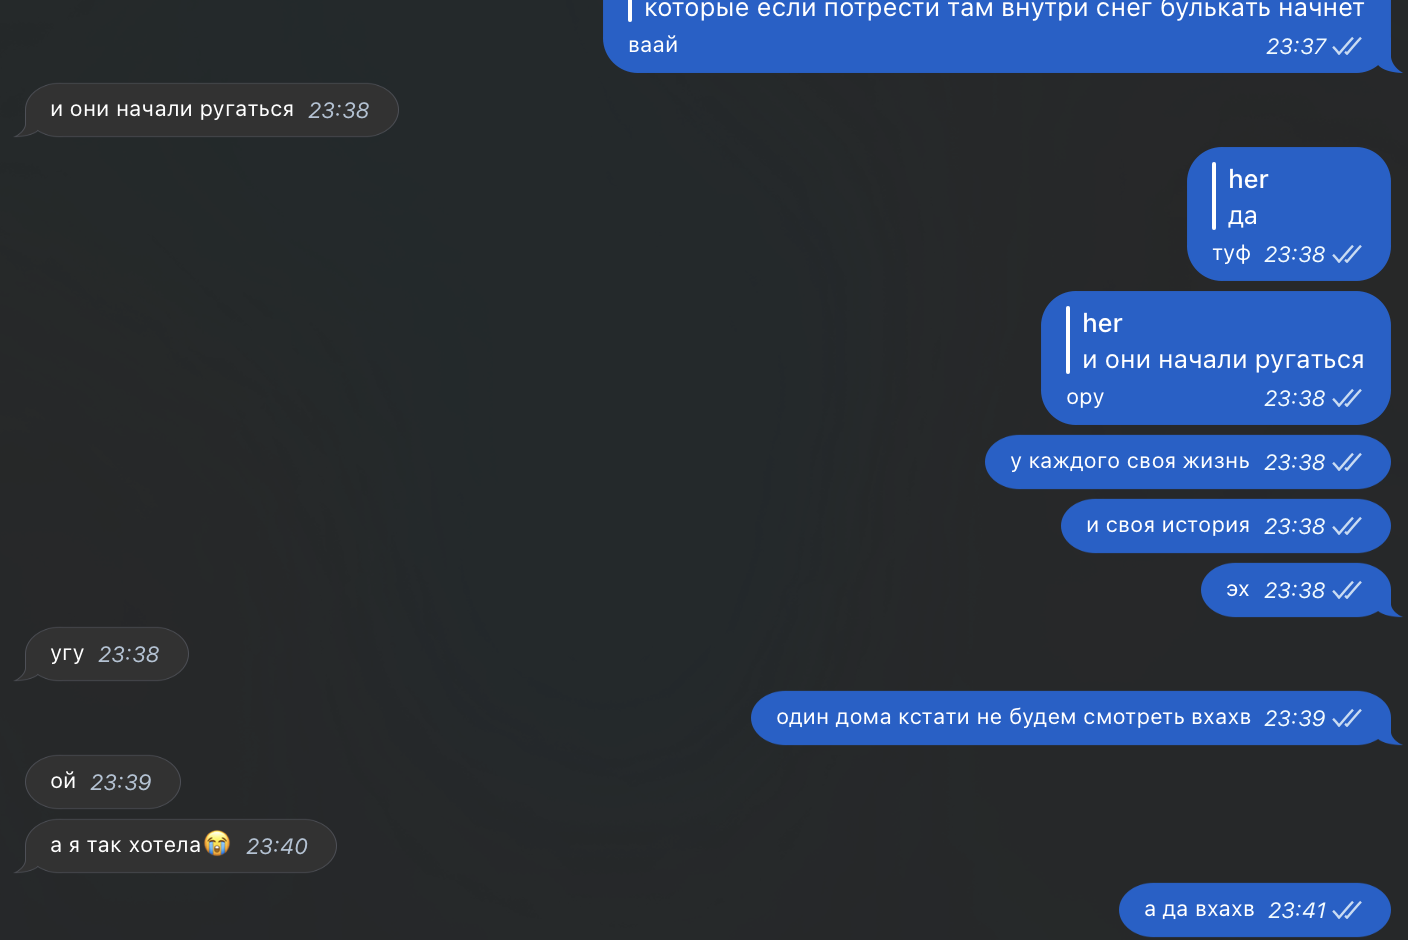 которые если потрести там внутри снег булькать начнет
ваай 23:37
и они начали ругаться 23:38
her
да
туф 23:38
her
и они начали ругаться
ору 23:38
у каждого своя жизнь 23:38
и своя история 23:38
эх 23:38
угу 23:38
один дома кстати не будем смотреть вхахв 23:39
ой 23:39
а я так хотела😭 23:40
а да вхахв 23:41